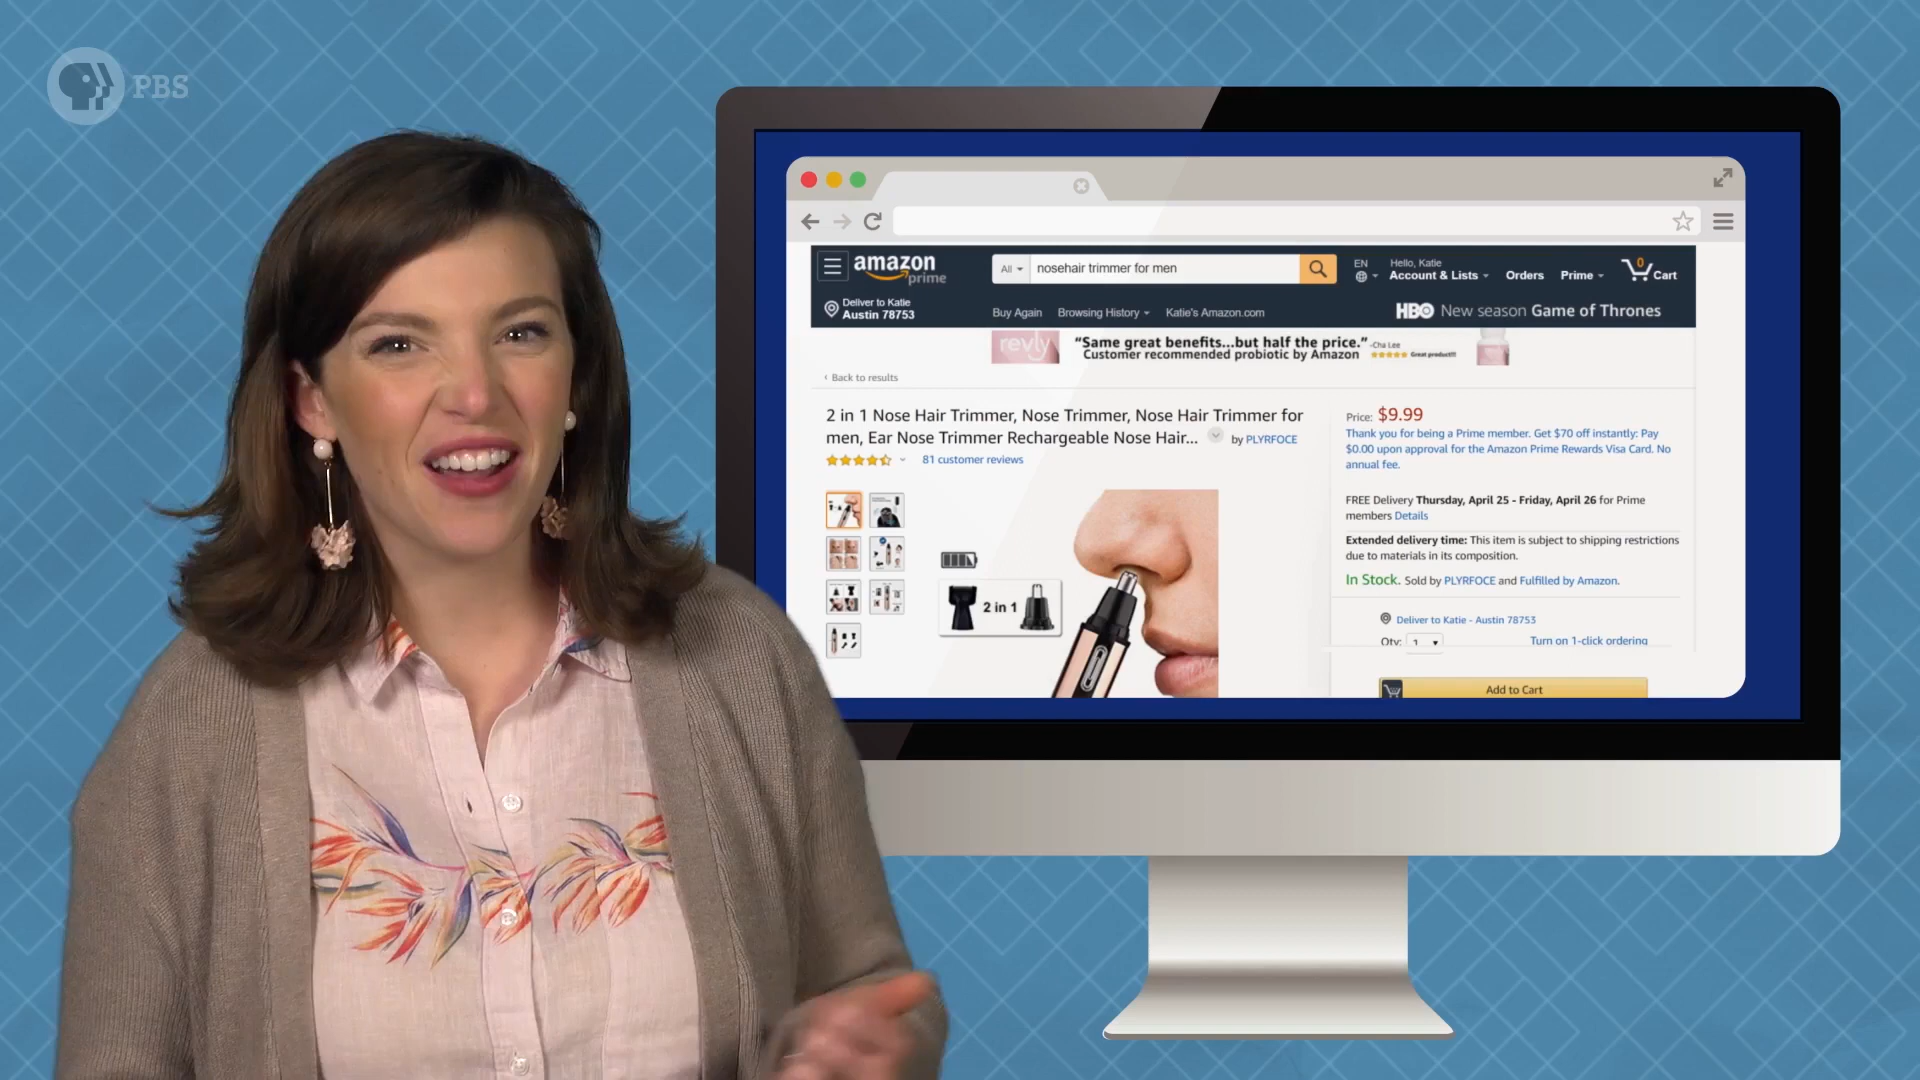 PBS
amazon
prime
All
nosehair trimmer for men
EN
Hello, Katie
Account & Lists
Orders
Prime
0
Cart
Deliver to Katie
Austin 78753
Buy Again
Browsing History
Katie's Amazon.com
HBO New season Game of Thrones
revly
"Same great benefits...but half the price." -Cha Lee
Customer recommended probiotic by Amazon
Great product!!!
‹ Back to results
2 in 1 Nose Hair Trimmer, Nose Trimmer, Nose Hair Trimmer for
men, Ear Nose Trimmer Rechargeable Nose Hair... by PLYRFOCE
81 customer reviews
2 in 1
Price: $9.99
Thank you for being a Prime member. Get $70 off instantly: Pay
$0.00 upon approval for the Amazon Prime Rewards Visa Card. No
annual fee.
FREE Delivery Thursday, April 25 - Friday, April 26 for Prime
members Details
Extended delivery time: This item is subject to shipping restrictions
due to materials in its composition.
In Stock. Sold by PLYRFOCE and Fulfilled by Amazon.
Deliver to Katie - Austin 78753
Qty: 1
Turn on 1-click ordering
Add to Cart